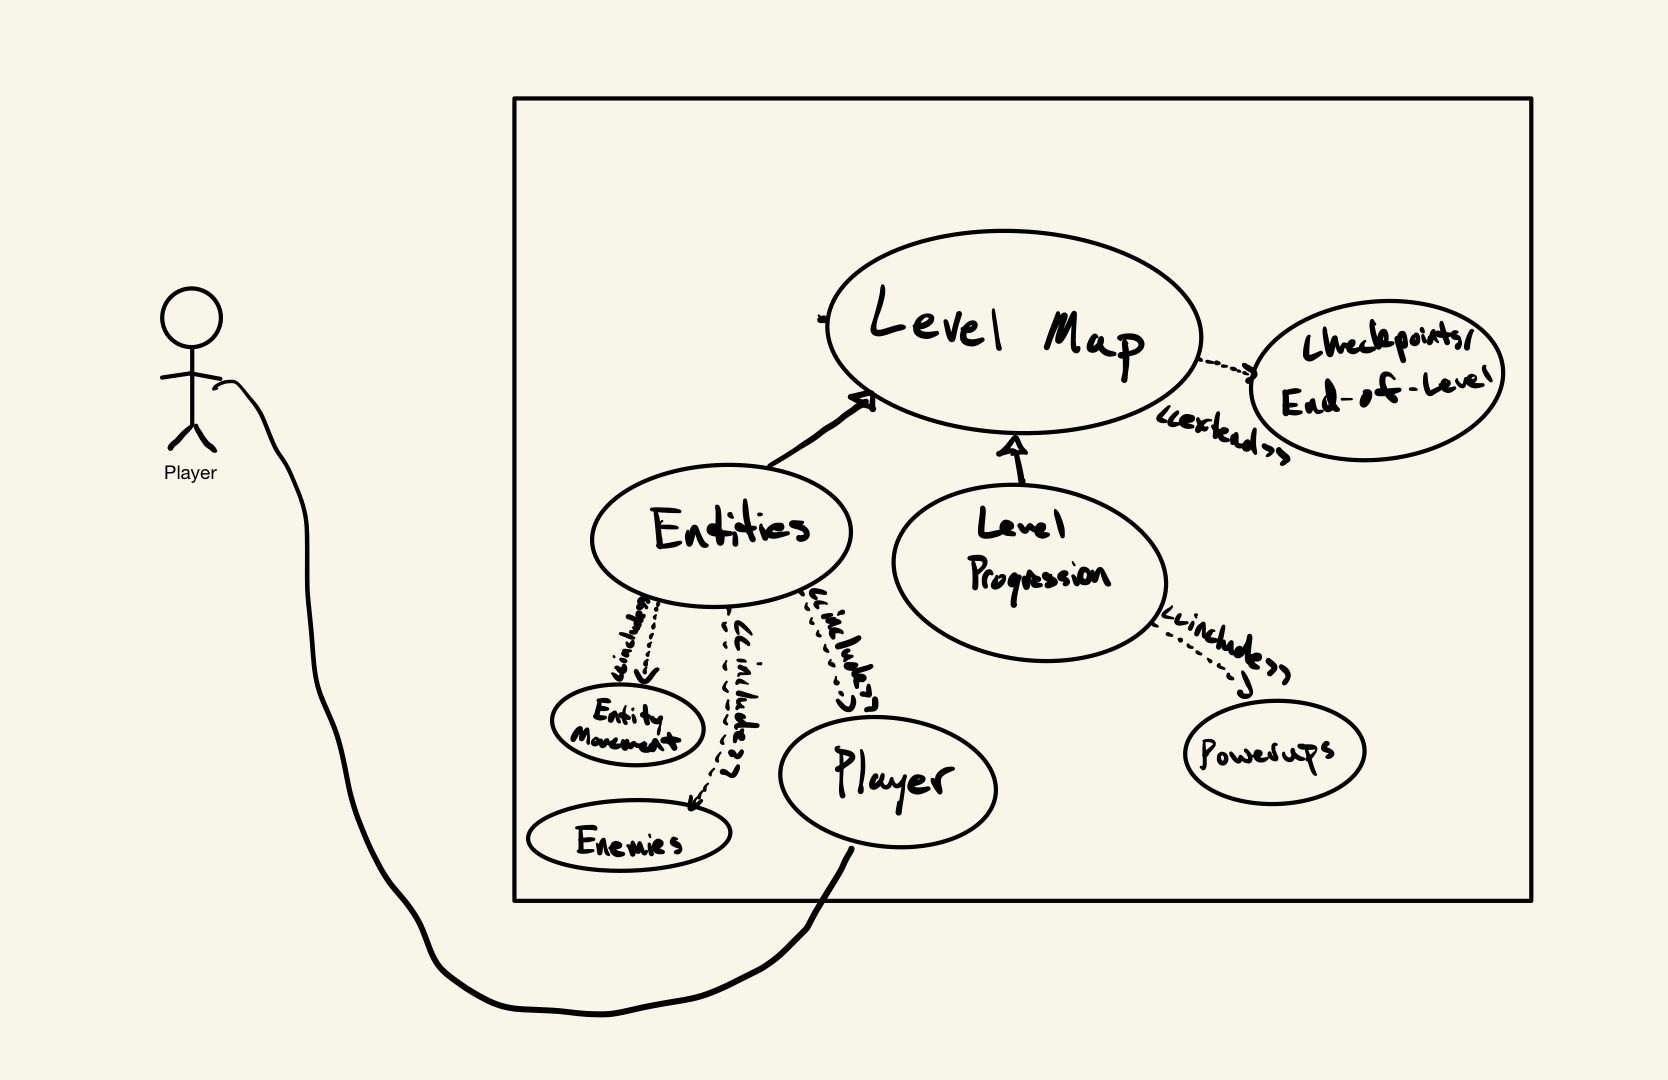 Level Map
Checkpoints/
End-of-Level
<<extend>>
Player
Entities
Level
Progression
<<include>>
<<include>>
<<include>>
<<include>>
Entity
Movement
Player
Powerups
Enemies